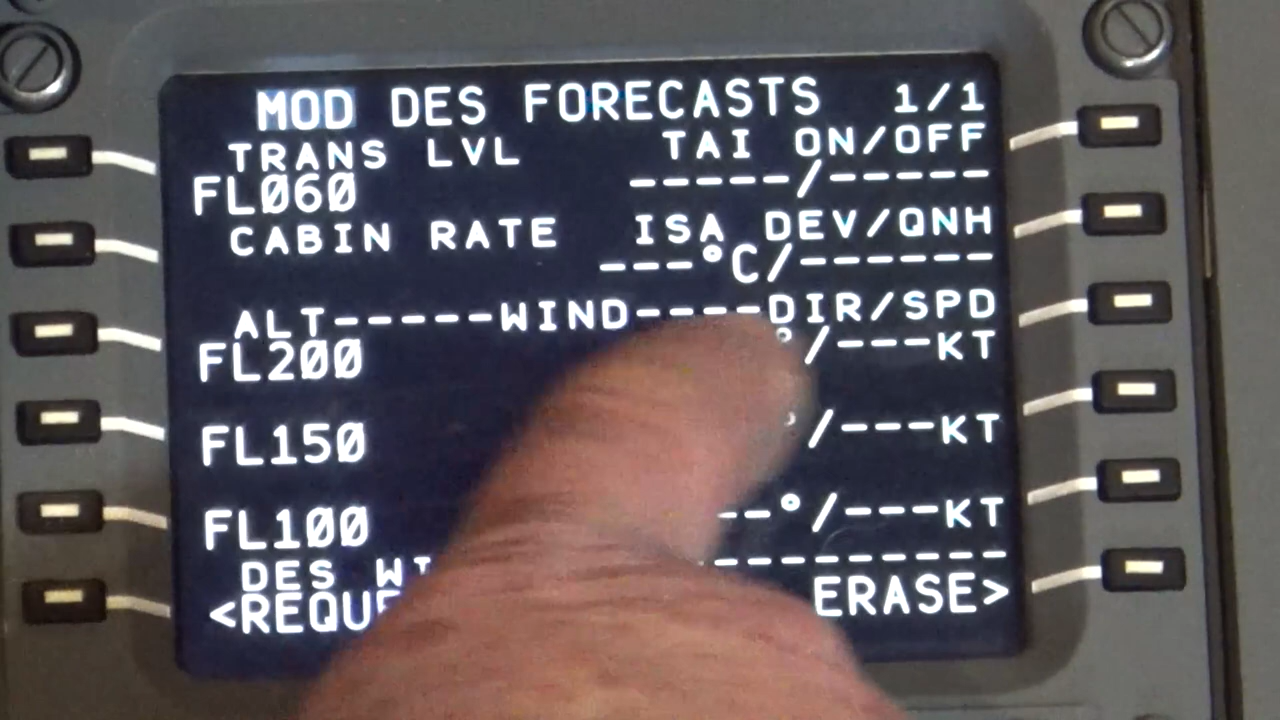 MOD DES FORECASTS 1/1
TRANS LVL TAI ON/OFF
FL060 -----/-----
CABIN RATE ISA DEV/QNH
---°C/------
ALT-----WIND----DIR/SPD
FL200 °/---KT
FL150 °/---KT
FL100 --°/---KT
DES --------
ERASE>